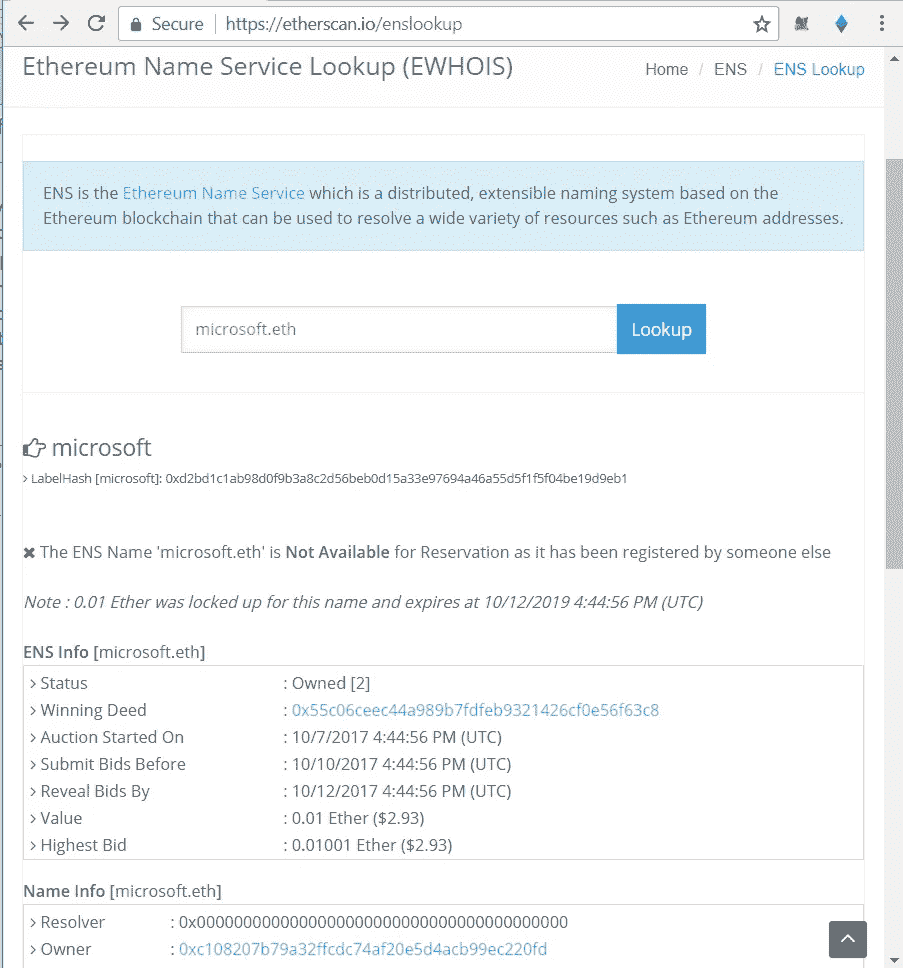 Secure https://etherscan.io/enslookup
Ethereum Name Service Lookup (EWHOIS)
Home / ENS / ENS Lookup
ENS is the Ethereum Name Service which is a distributed, extensible naming system based on the
Ethereum blockchain that can be used to resolve a wide variety of resources such as Ethereum addresses.
microsoft.eth Lookup
microsoft
> LabelHash [microsoft]: 0xd2bd1c1ab98d0f9b3a8c2d56beb0d15a33e97694a46a55d5f1f5f04be19d9eb1
✖ The ENS Name 'microsoft.eth' is Not Available for Reservation as it has been registered by someone else
Note : 0.01 Ether was locked up for this name and expires at 10/12/2019 4:44:56 PM (UTC)
ENS Info [microsoft.eth]
> Status : Owned [2]
> Winning Deed : 0x55c06ceec44a989b7fdfeb9321426cf0e56f63c8
> Auction Started On : 10/7/2017 4:44:56 PM (UTC)
> Submit Bids Before : 10/10/2017 4:44:56 PM (UTC)
> Reveal Bids By : 10/12/2017 4:44:56 PM (UTC)
> Value : 0.01 Ether ($2.93)
> Highest Bid : 0.01001 Ether ($2.93)
Name Info [microsoft.eth]
> Resolver : 0x0000000000000000000000000000000000000000
> Owner : 0xc108207b79a32ffcdc74af20e5d4acb99ec220fd